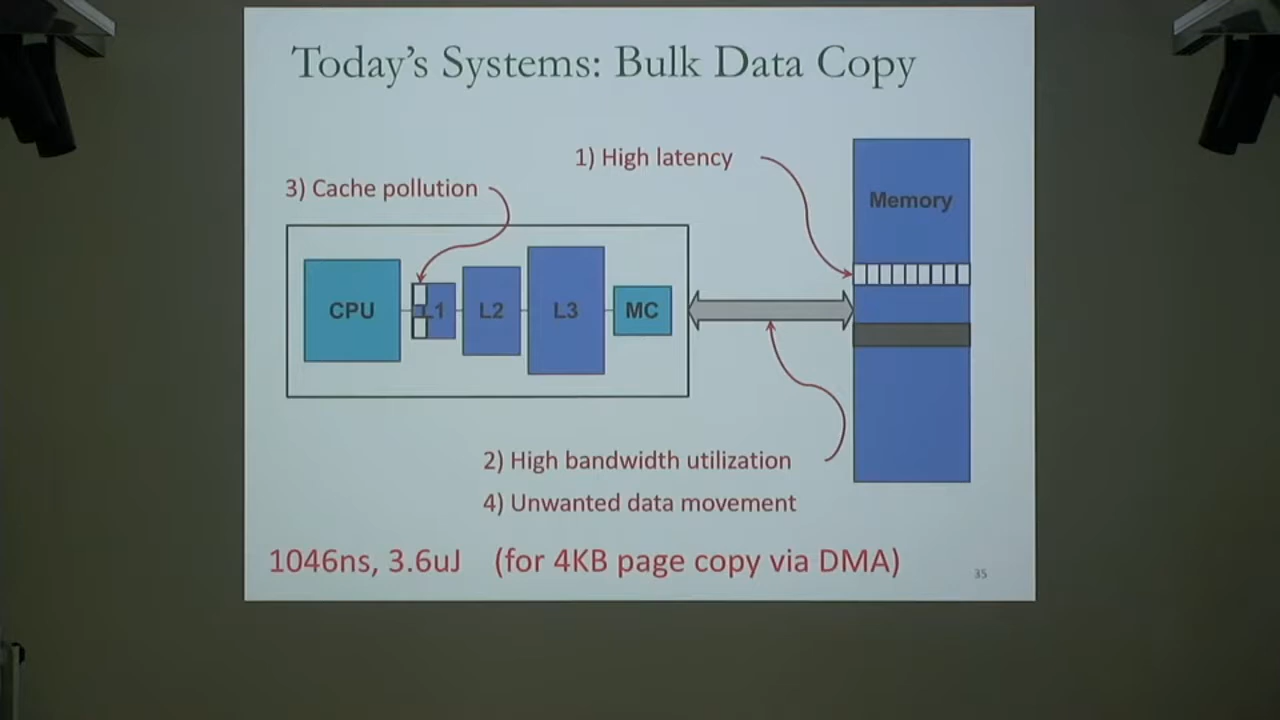 Today's Systems: Bulk Data Copy
1) High latency
3) Cache pollution
Memory
CPU
L1
L2
L3
MC
2) High bandwidth utilization
4) Unwanted data movement
1046ns, 3.6uJ (for 4KB page copy via DMA)
35